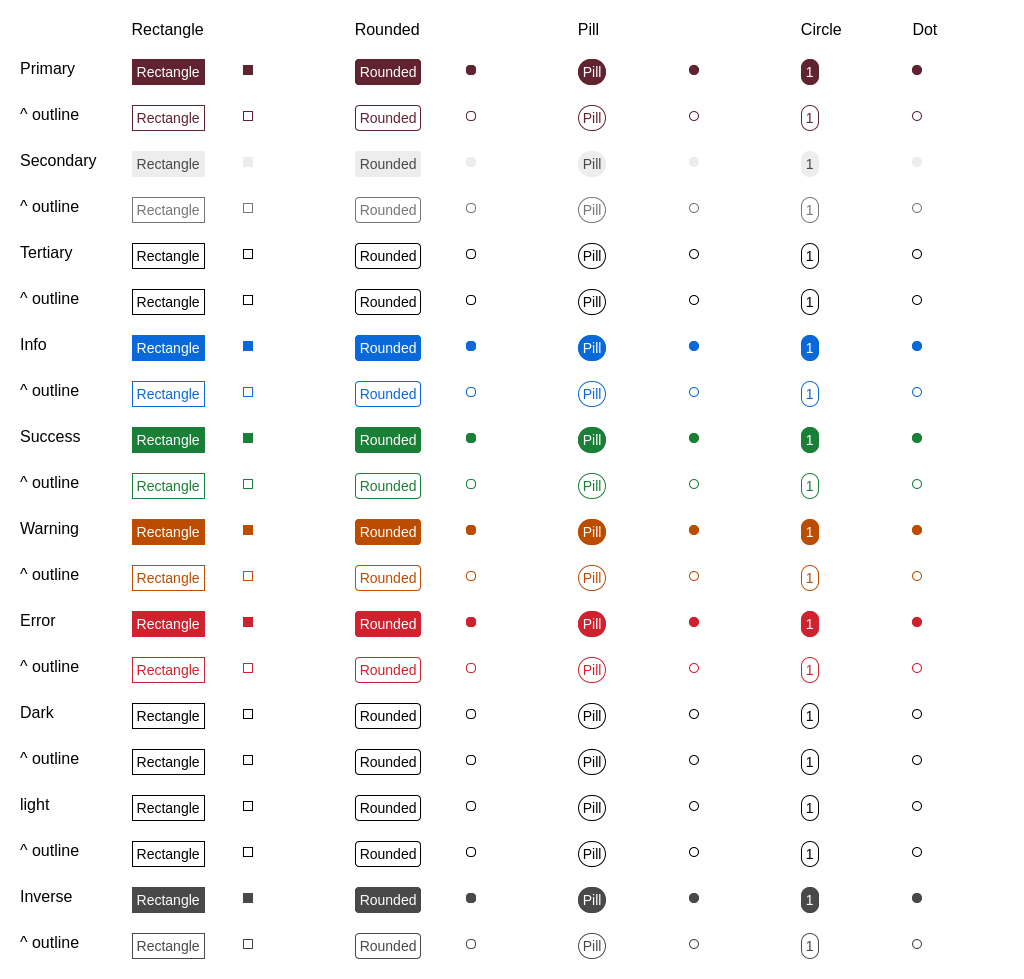 Rectangle Rounded Pill Circle Dot
Primary Rectangle Rounded Pill 1
^ outline Rectangle Rounded Pill 1
Secondary Rectangle Rounded Pill 1
^ outline Rectangle Rounded Pill 1
Tertiary Rectangle Rounded Pill 1
^ outline Rectangle Rounded Pill 1
Info Rectangle Rounded Pill 1
^ outline Rectangle Rounded Pill 1
Success Rectangle Rounded Pill 1
^ outline Rectangle Rounded Pill 1
Warning Rectangle Rounded Pill 1
^ outline Rectangle Rounded Pill 1
Error Rectangle Rounded Pill 1
^ outline Rectangle Rounded Pill 1
Dark Rectangle Rounded Pill 1
^ outline Rectangle Rounded Pill 1
light Rectangle Rounded Pill 1
^ outline Rectangle Rounded Pill 1
Inverse Rectangle Rounded Pill 1
^ outline Rectangle Rounded Pill 1